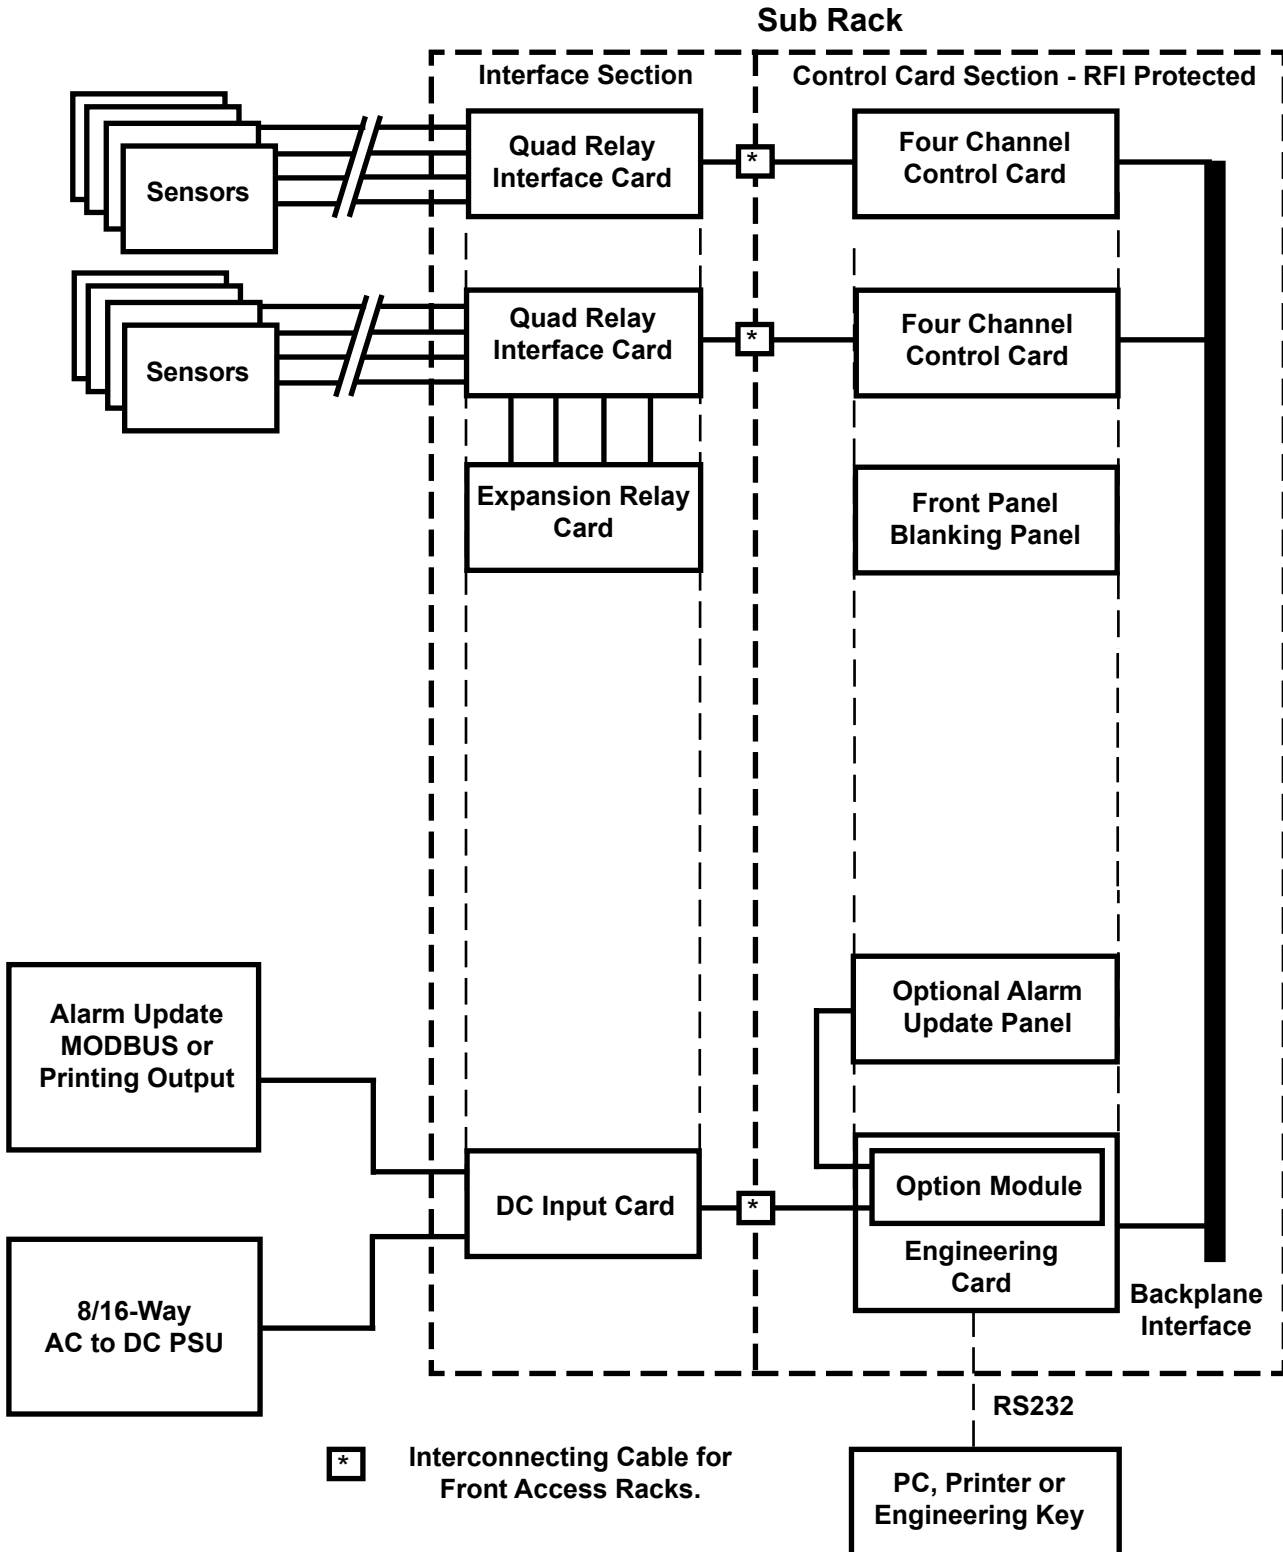 Sub Rack
Interface Section
Control Card Section - RFI Protected
Sensors
Quad Relay
Interface Card
*
Four Channel
Control Card
Sensors
Quad Relay
Interface Card
*
Four Channel
Control Card
Expansion Relay
Card
Front Panel
Blanking Panel
Alarm Update
MODBUS or
Printing Output
Optional Alarm
Update Panel
DC Input Card
*
Option Module
Engineering
Card
8/16-Way
AC to DC PSU
Backplane
Interface
RS232
*
Interconnecting Cable for
Front Access Racks.
PC, Printer or
Engineering Key